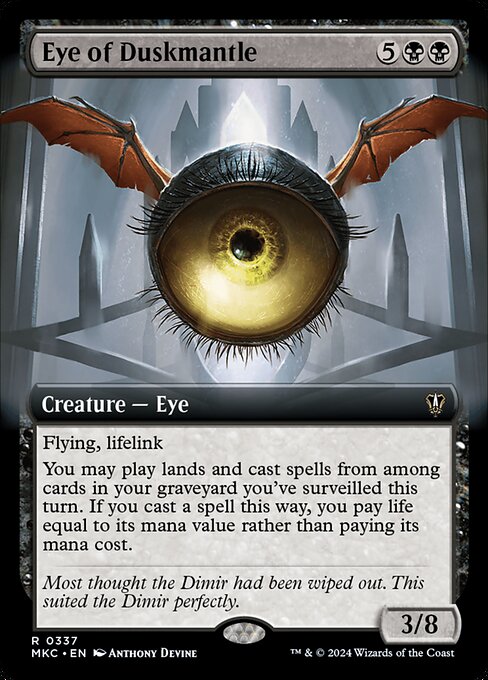 Eye of Duskmantle 5
Creature — Eye
Flying, lifelink
You may play lands and cast spells from among
cards in your graveyard you've surveilled this
turn. If you cast a spell this way, you pay life
equal to its mana value rather than paying its
mana cost.
Most thought the Dimir had been wiped out. This
suited the Dimir perfectly.
3/8
R 0337
MKC • EN Anthony Devine
™ & © 2024 Wizards of the Coast